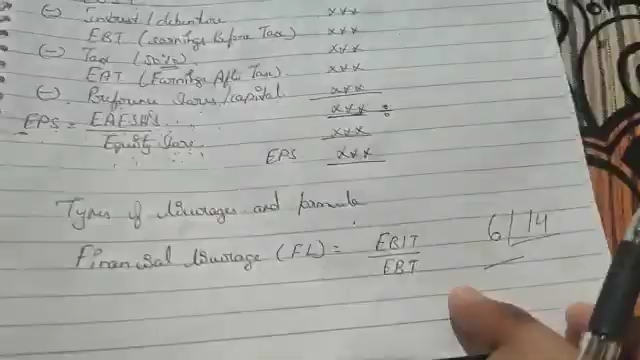 (-) Interest/debenture xxx
EBT (Earnings Before Tax) xxx
(-) Tax (50%) xxx
EAT (Earnings After Tax) xxx
(-) Preference Shares/capital xxx
EPS = EAESH's / Equity Share xxx
xxx
EPS xxx
Types of Leverages and formula
Financial Leverage (FL) = EBIT / EBT
6 14